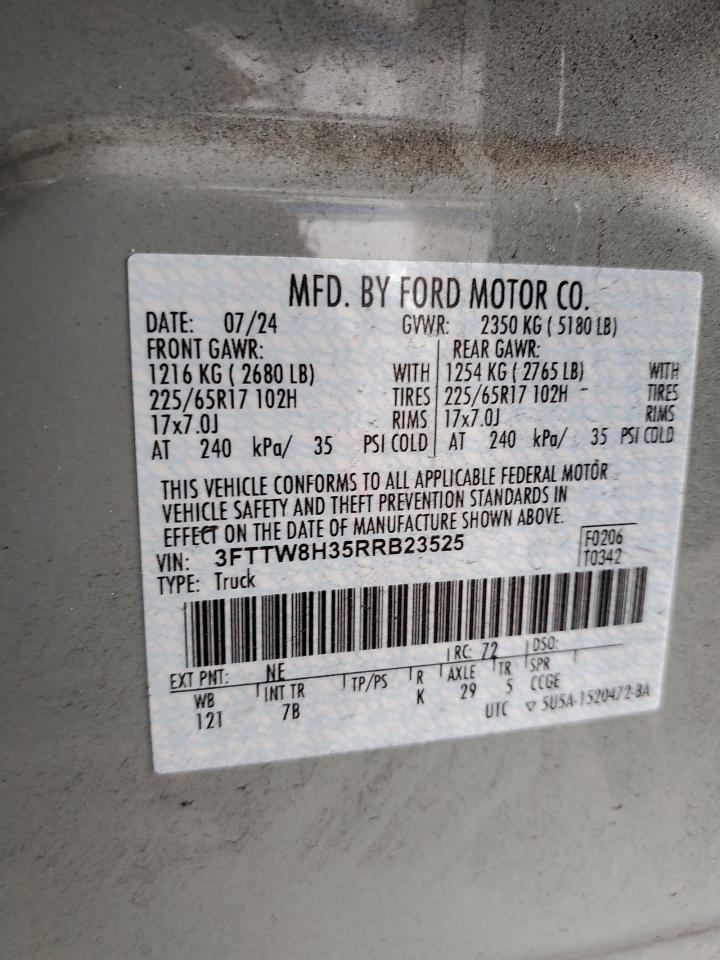 MFD. BY FORD MOTOR CO.
DATE: 07/24 GVWR: 2350 KG ( 5180 LB)
FRONT GAWR: REAR GAWR:
1216 KG ( 2680 LB) WITH 1254 KG ( 2765 LB) WITH
225/65R17 102H TIRES 225/65R17 102H - TIRES
17x7.0J RIMS 17x7.0J RIMS
AT 240 kPa/ 35 PSI COLD AT 240 kPa/ 35 PSI COLD
THIS VEHICLE CONFORMS TO ALL APPLICABLE FEDERAL MOTOR
VEHICLE SAFETY AND THEFT PREVENTION STANDARDS IN
EFFECT ON THE DATE OF MANUFACTURE SHOWN ABOVE.
VIN: 3FTTW8H35RRB23525 F0206
TYPE: Truck T0342
EXT PNT: NE RC: 72 DSO:
WB INT TR TP/PS R AXLE TR SPR
121 7B K 29 5 CCGE
UTC ▽ 5U5A-1520472-BA